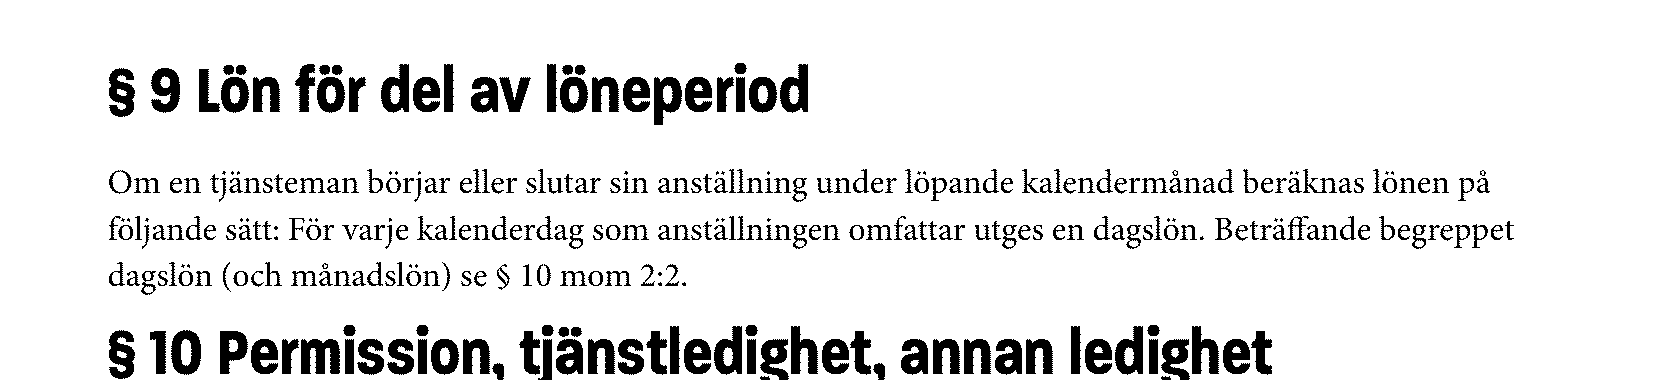 § 9 Lön för del av löneperiod
Om en tjänsteman börjar eller slutar sin anställning under löpande kalendermånad beräknas lönen på
följande sätt: För varje kalenderdag som anställningen omfattar utges en dagslön. Beträffande begreppet
dagslön (och månadslön) se § 10 mom 2:2.
§ 10 Permission, tjänstledighet, annan ledighet